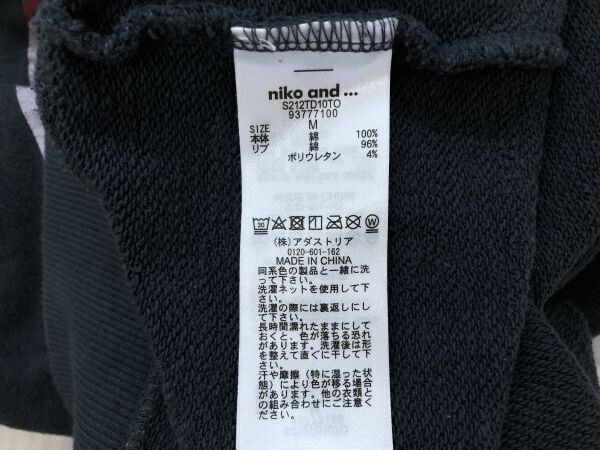 niko and ...
S212TD10TO
93777100
SIZE M
本体 綿 100%
リブ 綿 96%
ポリウレタン 4%
30
W
(株)アダストリア
0120-601-162
MADE IN CHINA
同系色の製品と一緒に洗
って下さい。
洗濯ネットを使用して下
さい。
洗濯の際には裏返しにし
て下さい。
長時間濡れたままにして
おくと、色が落ちる恐れ
があります。洗濯後は形
を整えて直ぐに干して下
さい。
汗や摩擦(特に湿った状
態)により色が移る場合
があります。他の衣類と
の組み合わせにご注意く
ださい。